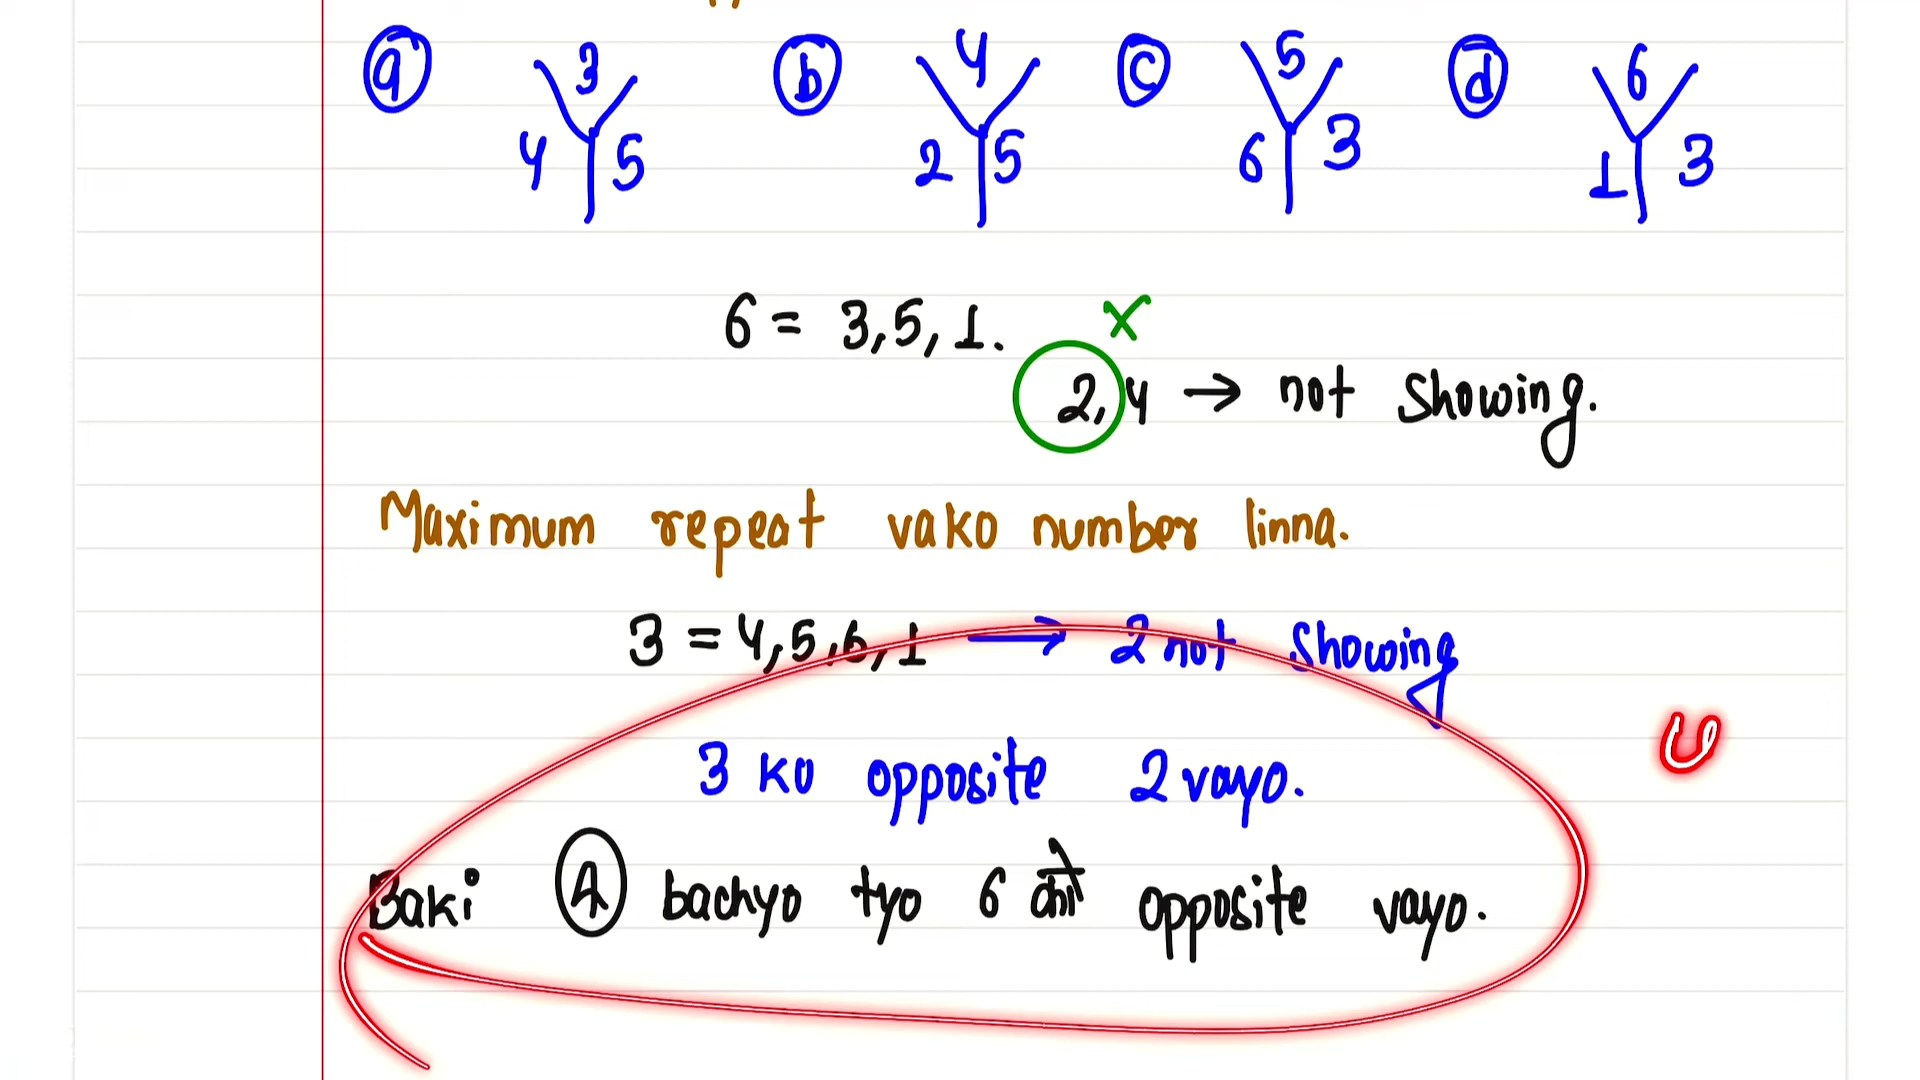 a 3 b 4 c 5 d 6
4 5 2 5 6 3 1 3
6 = 3,5,1. x
2,4 → not showing.
Maximum repeat vako number linna.
3 = 4,5,6,1 → 2 not showing
3 ko opposite 2 vayo.
Baki 4 bachyo tyo 6 को opposite vayo.